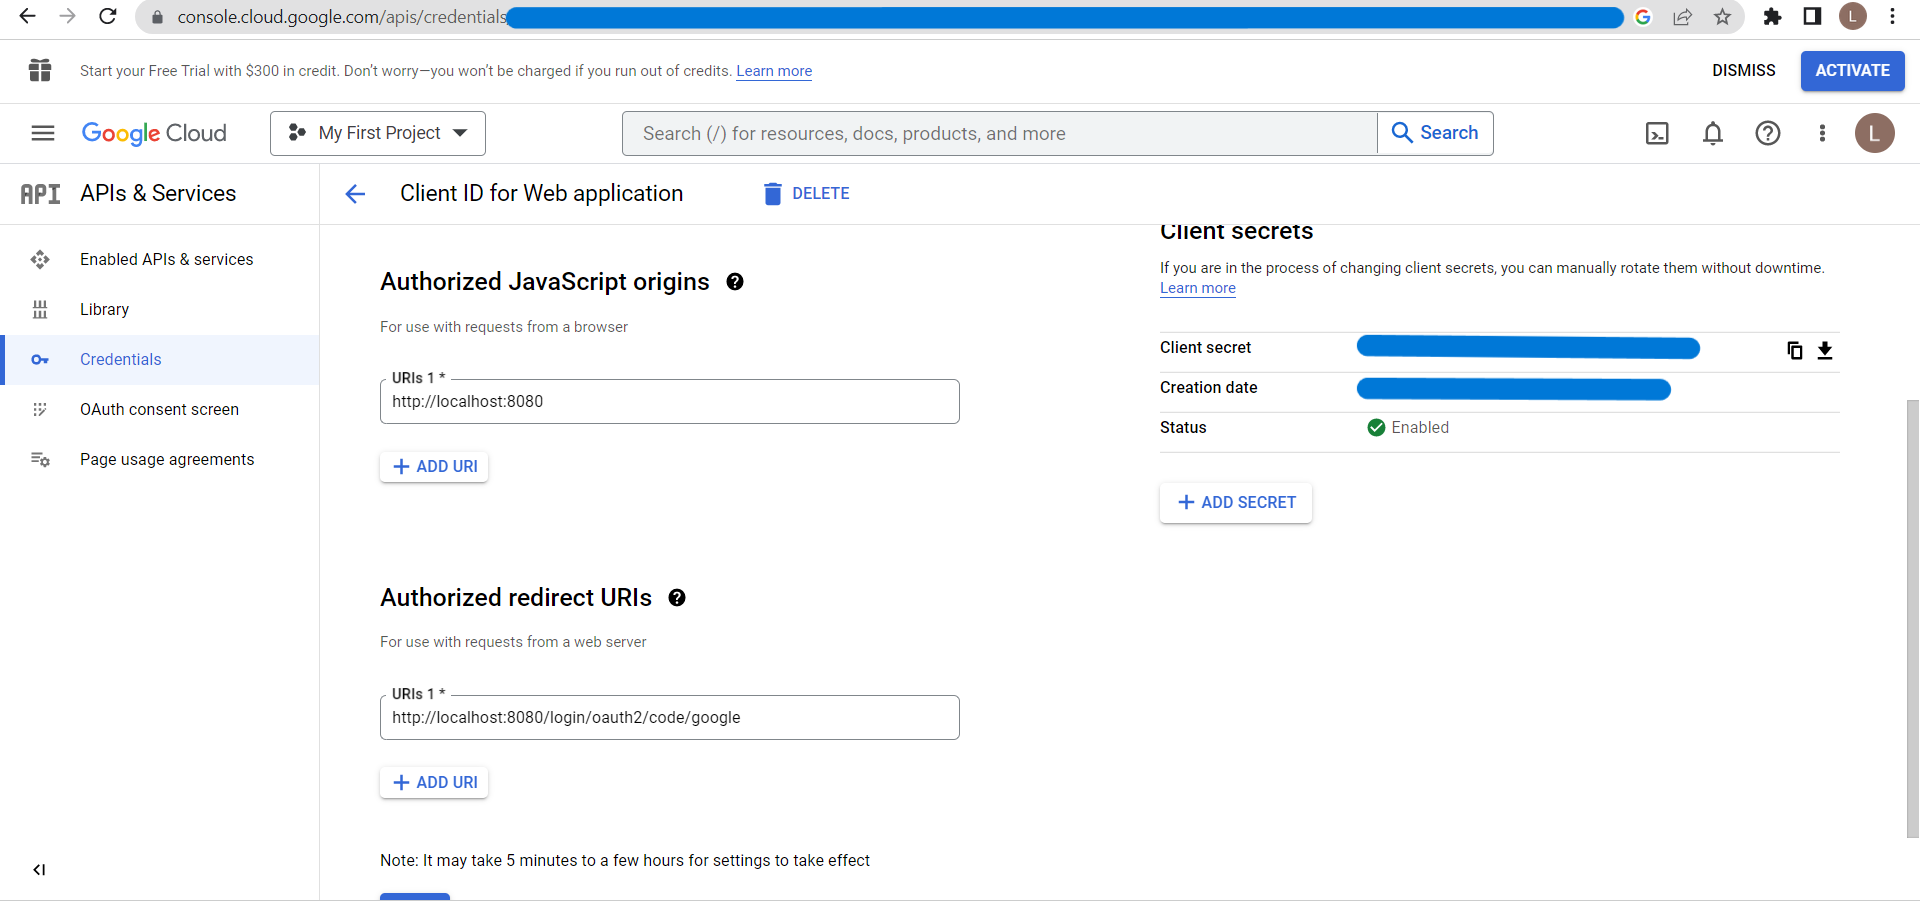 console.cloud.google.com/apis/credentials
L
Start your Free Trial with $300 in credit. Don't worry—you won't be charged if you run out of credits. Learn more
DISMISS
ACTIVATE
Google Cloud
My First Project
Search (/) for resources, docs, products, and more
Search
L
API
APIs & Services
Client ID for Web application
DELETE
Enabled APIs & services
Library
Credentials
OAuth consent screen
Page usage agreements
Authorized JavaScript origins
For use with requests from a browser
URIs 1 *
http://localhost:8080
ADD URI
Authorized redirect URIs
For use with requests from a web server
URIs 1 *
http://localhost:8080/login/oauth2/code/google
ADD URI
Note: It may take 5 minutes to a few hours for settings to take effect
Client secrets
If you are in the process of changing client secrets, you can manually rotate them without downtime.
Learn more
Client secret
Creation date
Status
Enabled
ADD SECRET